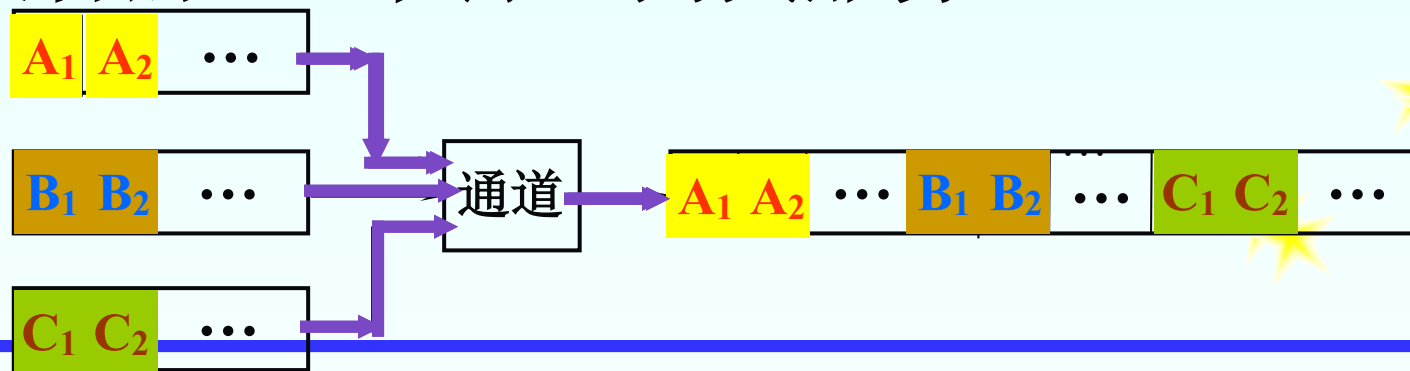 A₁ A₂ …
B₁ B₂ …
通道
A₁ A₂ … B₁ B₂ … C₁ C₂ …
C₁ C₂ …